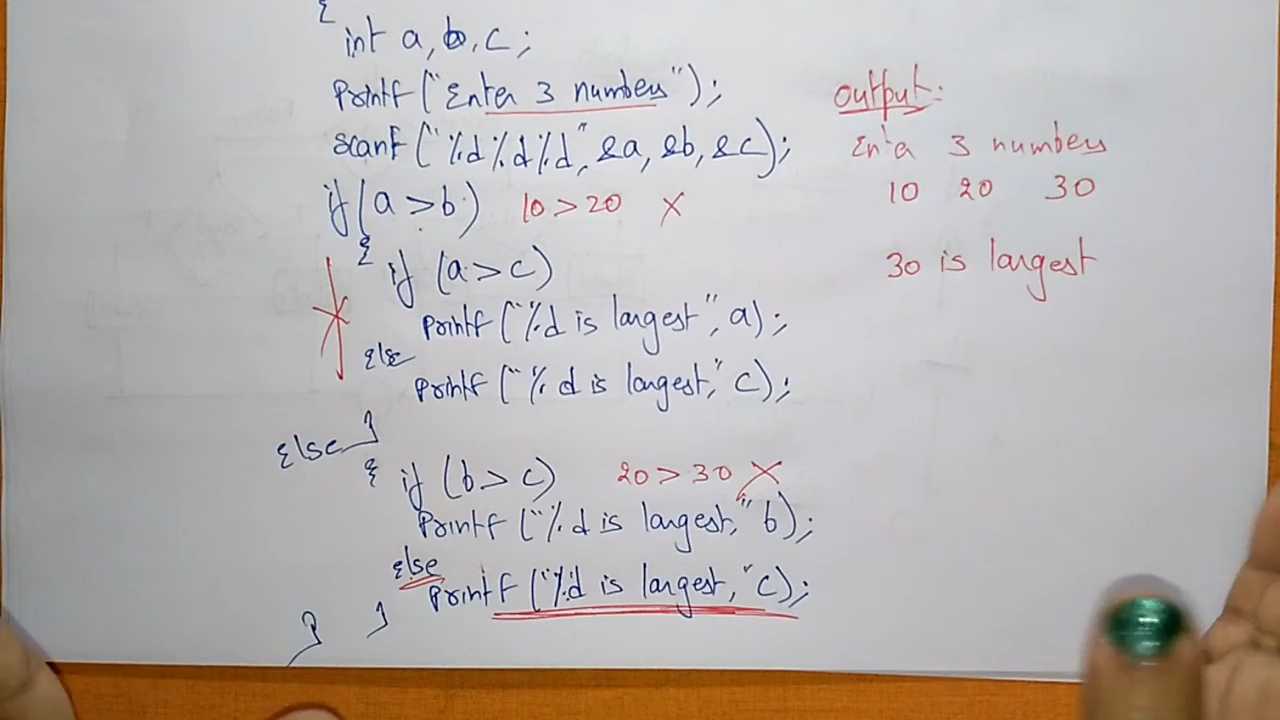 {
int a, b, c;
printf ("Enter 3 numbers");
scanf ("%d%d%d", &a, &b, &c);
if (a > b) 10 > 20 X
{ if (a > c)
printf ("%d is largest", a);
else
printf ("%d is largest," c);
}
else
{ if (b > c) 20 > 30 X
printf ("%d is largest," b);
else
printf ("%d is largest, "c);
} }
output:
Enter 3 numbers
10 20 30
30 is largest